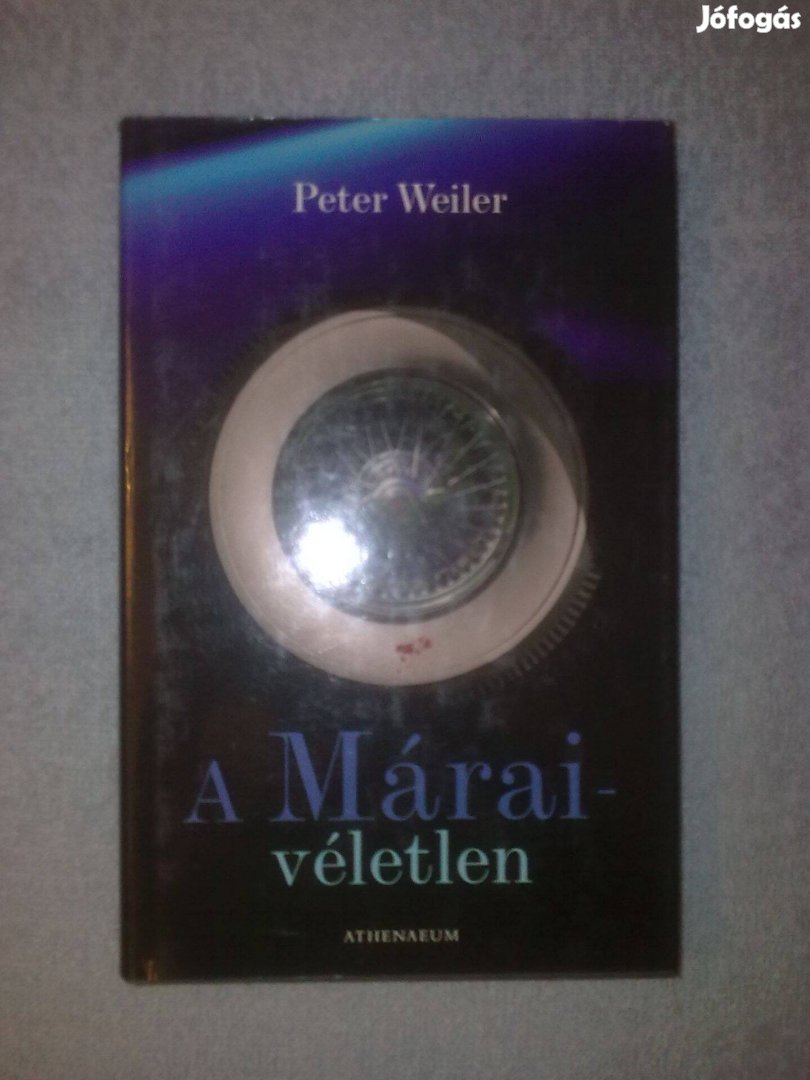 Jófogás
Peter Weiler
A Márai-
véletlen
ATHENAEUM